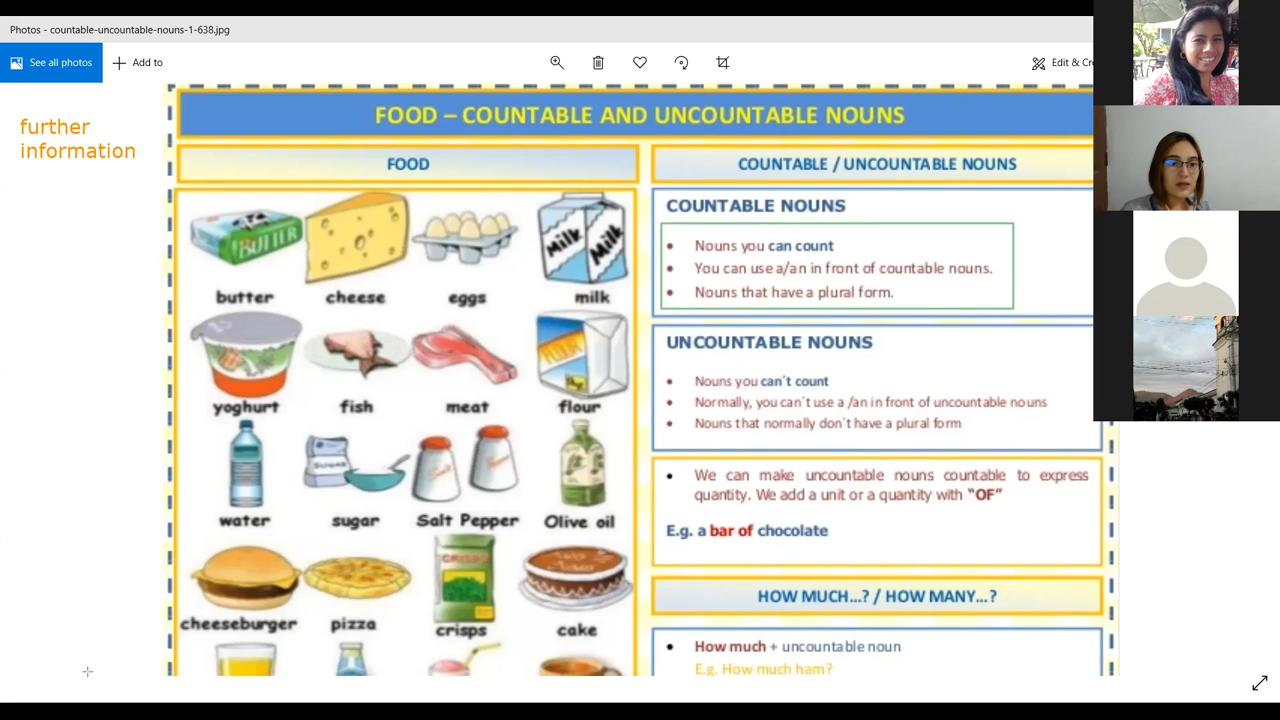 Photos - countable-uncountable-nouns-1-638.jpg
See all photos
Add to
Edit & Cr
further
information
FOOD – COUNTABLE AND UNCOUNTABLE NOUNS
FOOD
BUTTER
Milk
Milk
butter cheese eggs milk
FLOUR
yoghurt fish meat flour
SUGAR
water sugar Salt Pepper Olive oil
CRISPS
cheeseburger pizza crisps cake
COUNTABLE / UNCOUNTABLE NOUNS
COUNTABLE NOUNS
• Nouns you can count
• You can use a/an in front of countable nouns.
• Nouns that have a plural form.
UNCOUNTABLE NOUNS
• Nouns you can´t count
• Normally, you can´t use a /an in front of uncountable nouns
• Nouns that normally don´t have a plural form
• We can make uncountable nouns countable to express
quantity. We add a unit or a quantity with “OF”
E.g. a bar of chocolate
HOW MUCH…? / HOW MANY…?
• How much + uncountable noun
E.g. How much ham?